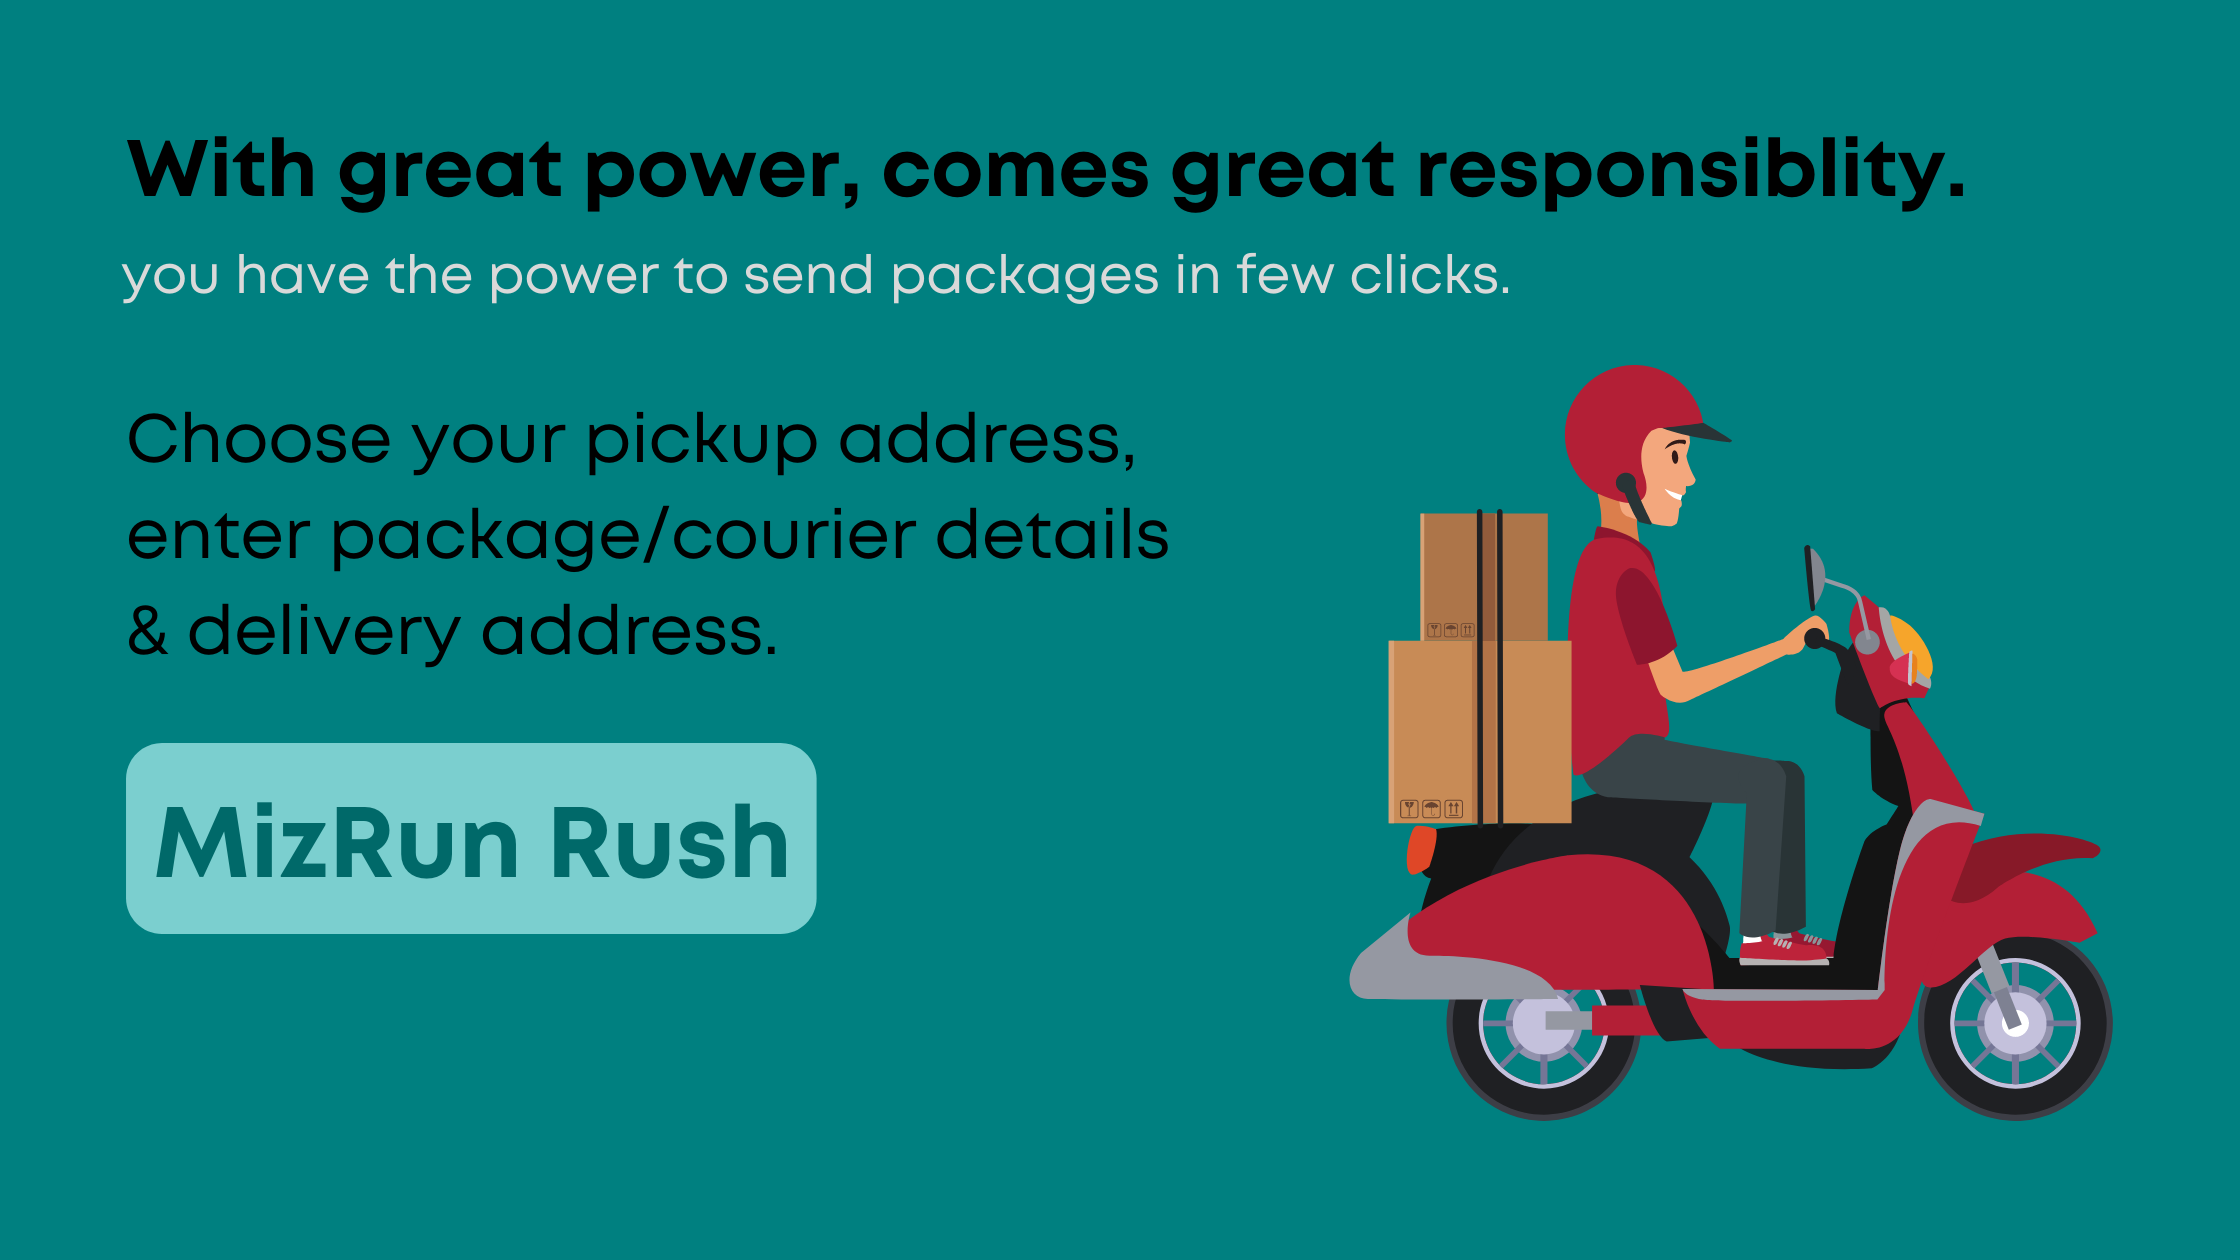 With great power, comes great responsiblity.
you have the power to send packages in few clicks.
Choose your pickup address,
enter package/courier details
& delivery address.
MizRun Rush